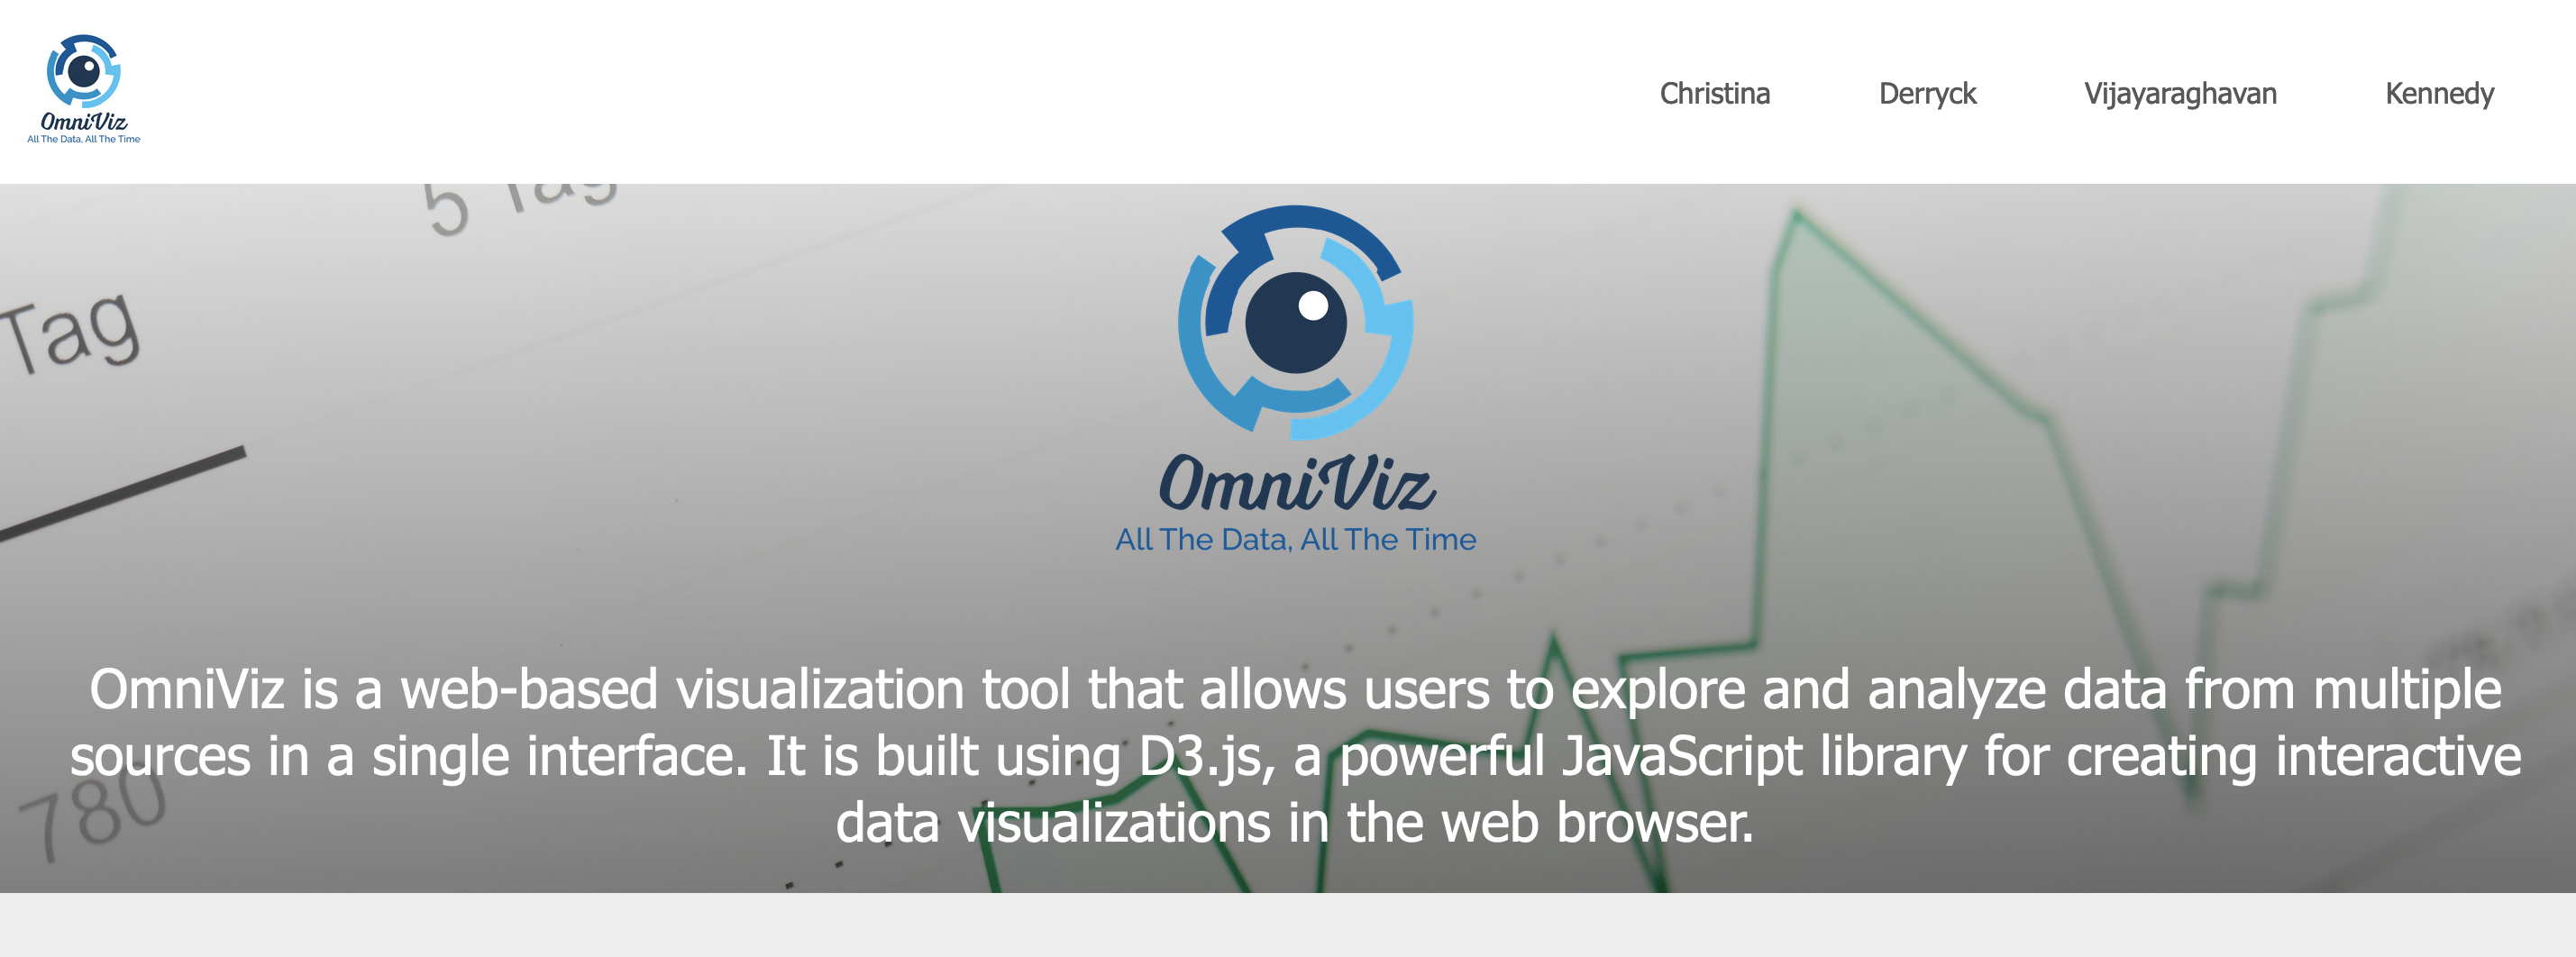 OmniViz
All The Data, All The Time
Christina
Derryck
Vijayaraghavan
Kennedy
5 Tag
Tag
OmniViz
All The Data, All The Time
OmniViz is a web-based visualization tool that allows users to explore and analyze data from multiple
sources in a single interface. It is built using D3.js, a powerful JavaScript library for creating interactive
data visualizations in the web browser.
780